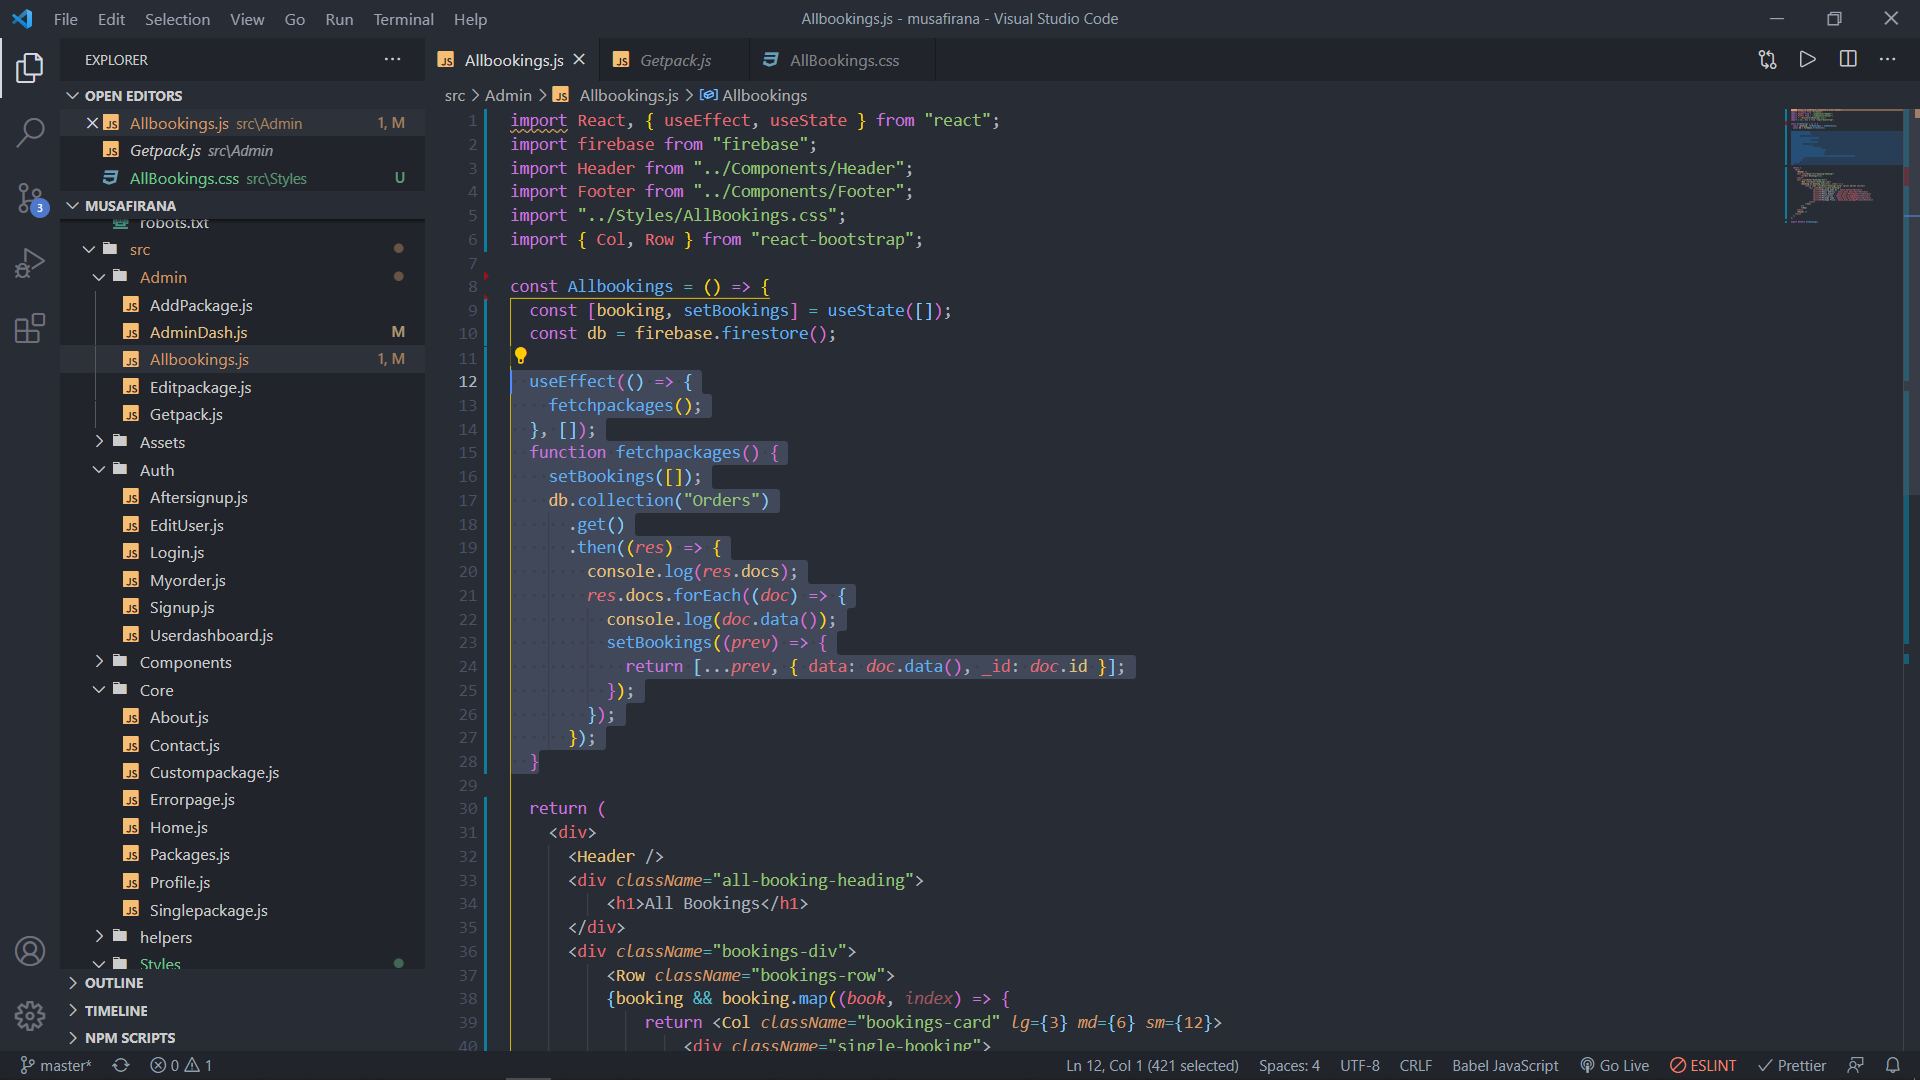 File Edit Selection View Go Run Terminal Help
Allbookings.js - musafirana - Visual Studio Code
EXPLORER
OPEN EDITORS
Allbookings.js src\Admin 1, M
Getpack.js src\Admin
AllBookings.css src\Styles U
MUSAFIRANA
robots.txt
src
Admin
AddPackage.js
AdminDash.js M
Allbookings.js 1, M
Editpackage.js
Getpack.js
Assets
Auth
Aftersignup.js
EditUser.js
Login.js
Myorder.js
Signup.js
Userdashboard.js
Components
Core
About.js
Contact.js
Custompackage.js
Errorpage.js
Home.js
Packages.js
Profile.js
Singlepackage.js
helpers
Styles
OUTLINE
TIMELINE
NPM SCRIPTS
3
Allbookings.js Getpack.js AllBookings.css
src > Admin > Allbookings.js > Allbookings
1 import React, { useEffect, useState } from "react";
2 import firebase from "firebase";
3 import Header from "../Components/Header";
4 import Footer from "../Components/Footer";
5 import "../Styles/AllBookings.css";
6 import { Col, Row } from "react-bootstrap";
7
8 const Allbookings = () => {
9 const [booking, setBookings] = useState([]);
10 const db = firebase.firestore();
11
12 useEffect(() => {
13 fetchpackages();
14 }, []);
15 function fetchpackages() {
16 setBookings([]);
17 db.collection("Orders")
18 .get()
19 .then((res) => {
20 console.log(res.docs);
21 res.docs.forEach((doc) => {
22 console.log(doc.data());
23 setBookings((prev) => {
24 return [...prev, { data: doc.data(), _id: doc.id }];
25 });
26 });
27 });
28 }
29
30 return (
31 <div>
32 <Header />
33 <div className="all-booking-heading">
34 <h1>All Bookings</h1>
35 </div>
36 <div className="bookings-div">
37 <Row className="bookings-row">
38 {booking && booking.map((book, index) => {
39 return <Col className="bookings-card" lg={3} md={6} sm={12}>
40 <div className="single-booking">
master* 0 1
Ln 12, Col 1 (421 selected) Spaces: 4 UTF-8 CRLF Babel JavaScript Go Live ESLINT Prettier